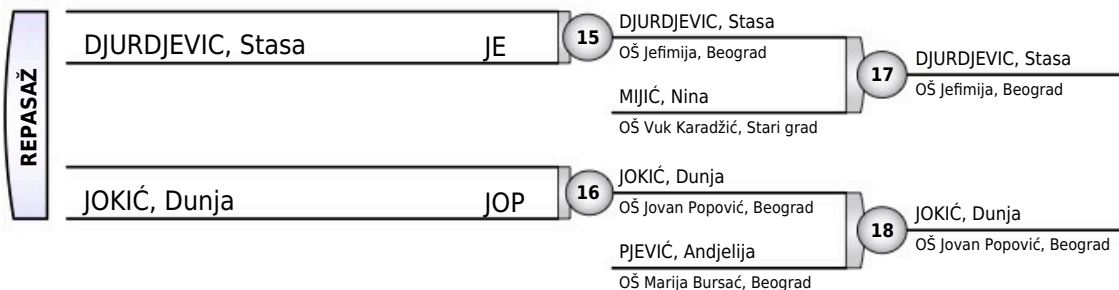 REPASAŽ
DJURDJEVIC, Stasa JE
15
DJURDJEVIC, Stasa
OŠ Jefimija, Beograd
MIJIĆ, Nina
OŠ Vuk Karadžić, Stari grad
17
DJURDJEVIC, Stasa
OŠ Jefimija, Beograd
JOKIĆ, Dunja JOP
16
JOKIĆ, Dunja
OŠ Jovan Popović, Beograd
PJEVIĆ, Andjelija
OŠ Marija Bursać, Beograd
18
JOKIĆ, Dunja
OŠ Jovan Popović, Beograd